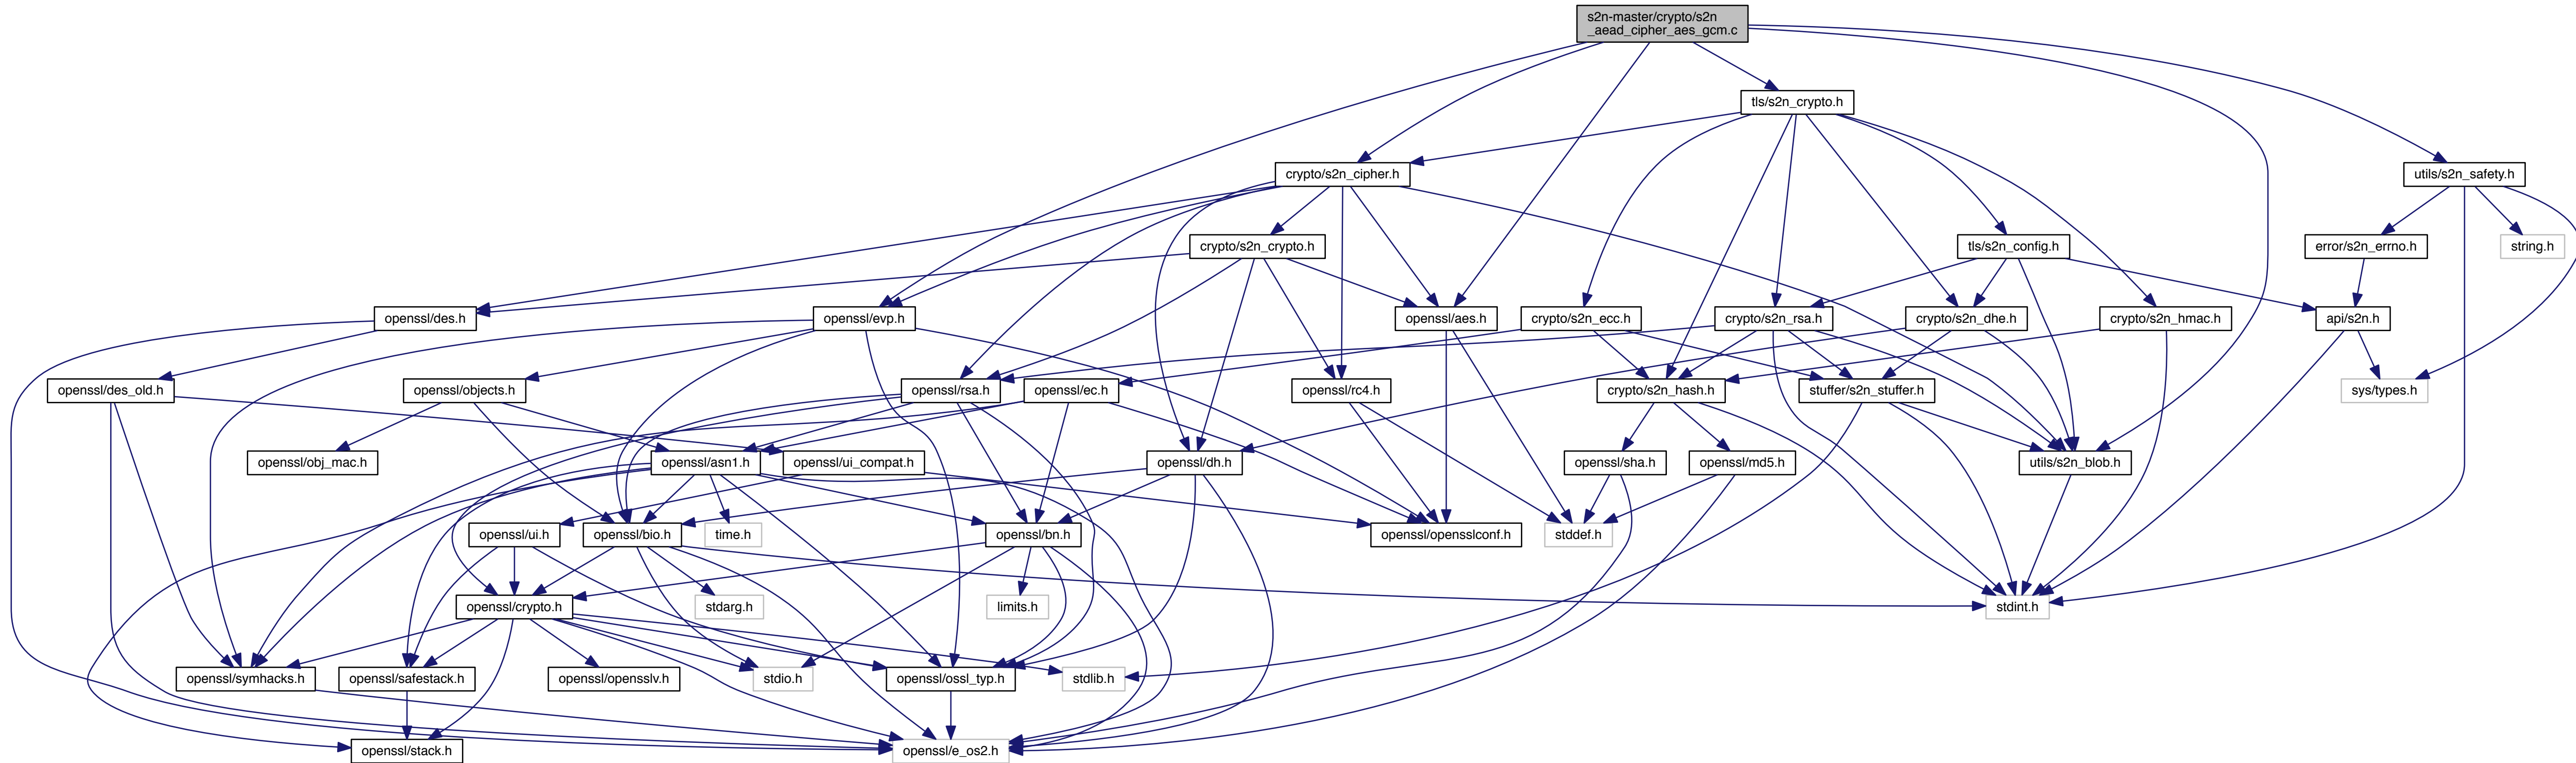 s2n-master/crypto/s2n
_aead_cipher_aes_gcm.c
tls/s2n_crypto.h
crypto/s2n_cipher.h
utils/s2n_safety.h
crypto/s2n_crypto.h
tls/s2n_config.h
error/s2n_errno.h
string.h
openssl/des.h
openssl/evp.h
openssl/aes.h
crypto/s2n_ecc.h
crypto/s2n_rsa.h
crypto/s2n_dhe.h
crypto/s2n_hmac.h
api/s2n.h
openssl/des_old.h
openssl/objects.h
openssl/rsa.h
openssl/ec.h
openssl/rc4.h
crypto/s2n_hash.h
stuffer/s2n_stuffer.h
sys/types.h
openssl/obj_mac.h
openssl/asn1.h
openssl/ui_compat.h
openssl/dh.h
openssl/sha.h
openssl/md5.h
utils/s2n_blob.h
openssl/ui.h
openssl/bio.h
time.h
openssl/bn.h
openssl/opensslconf.h
stddef.h
openssl/crypto.h
stdarg.h
limits.h
stdint.h
openssl/symhacks.h
openssl/safestack.h
openssl/opensslv.h
stdio.h
openssl/ossl_typ.h
stdlib.h
openssl/stack.h
openssl/e_os2.h